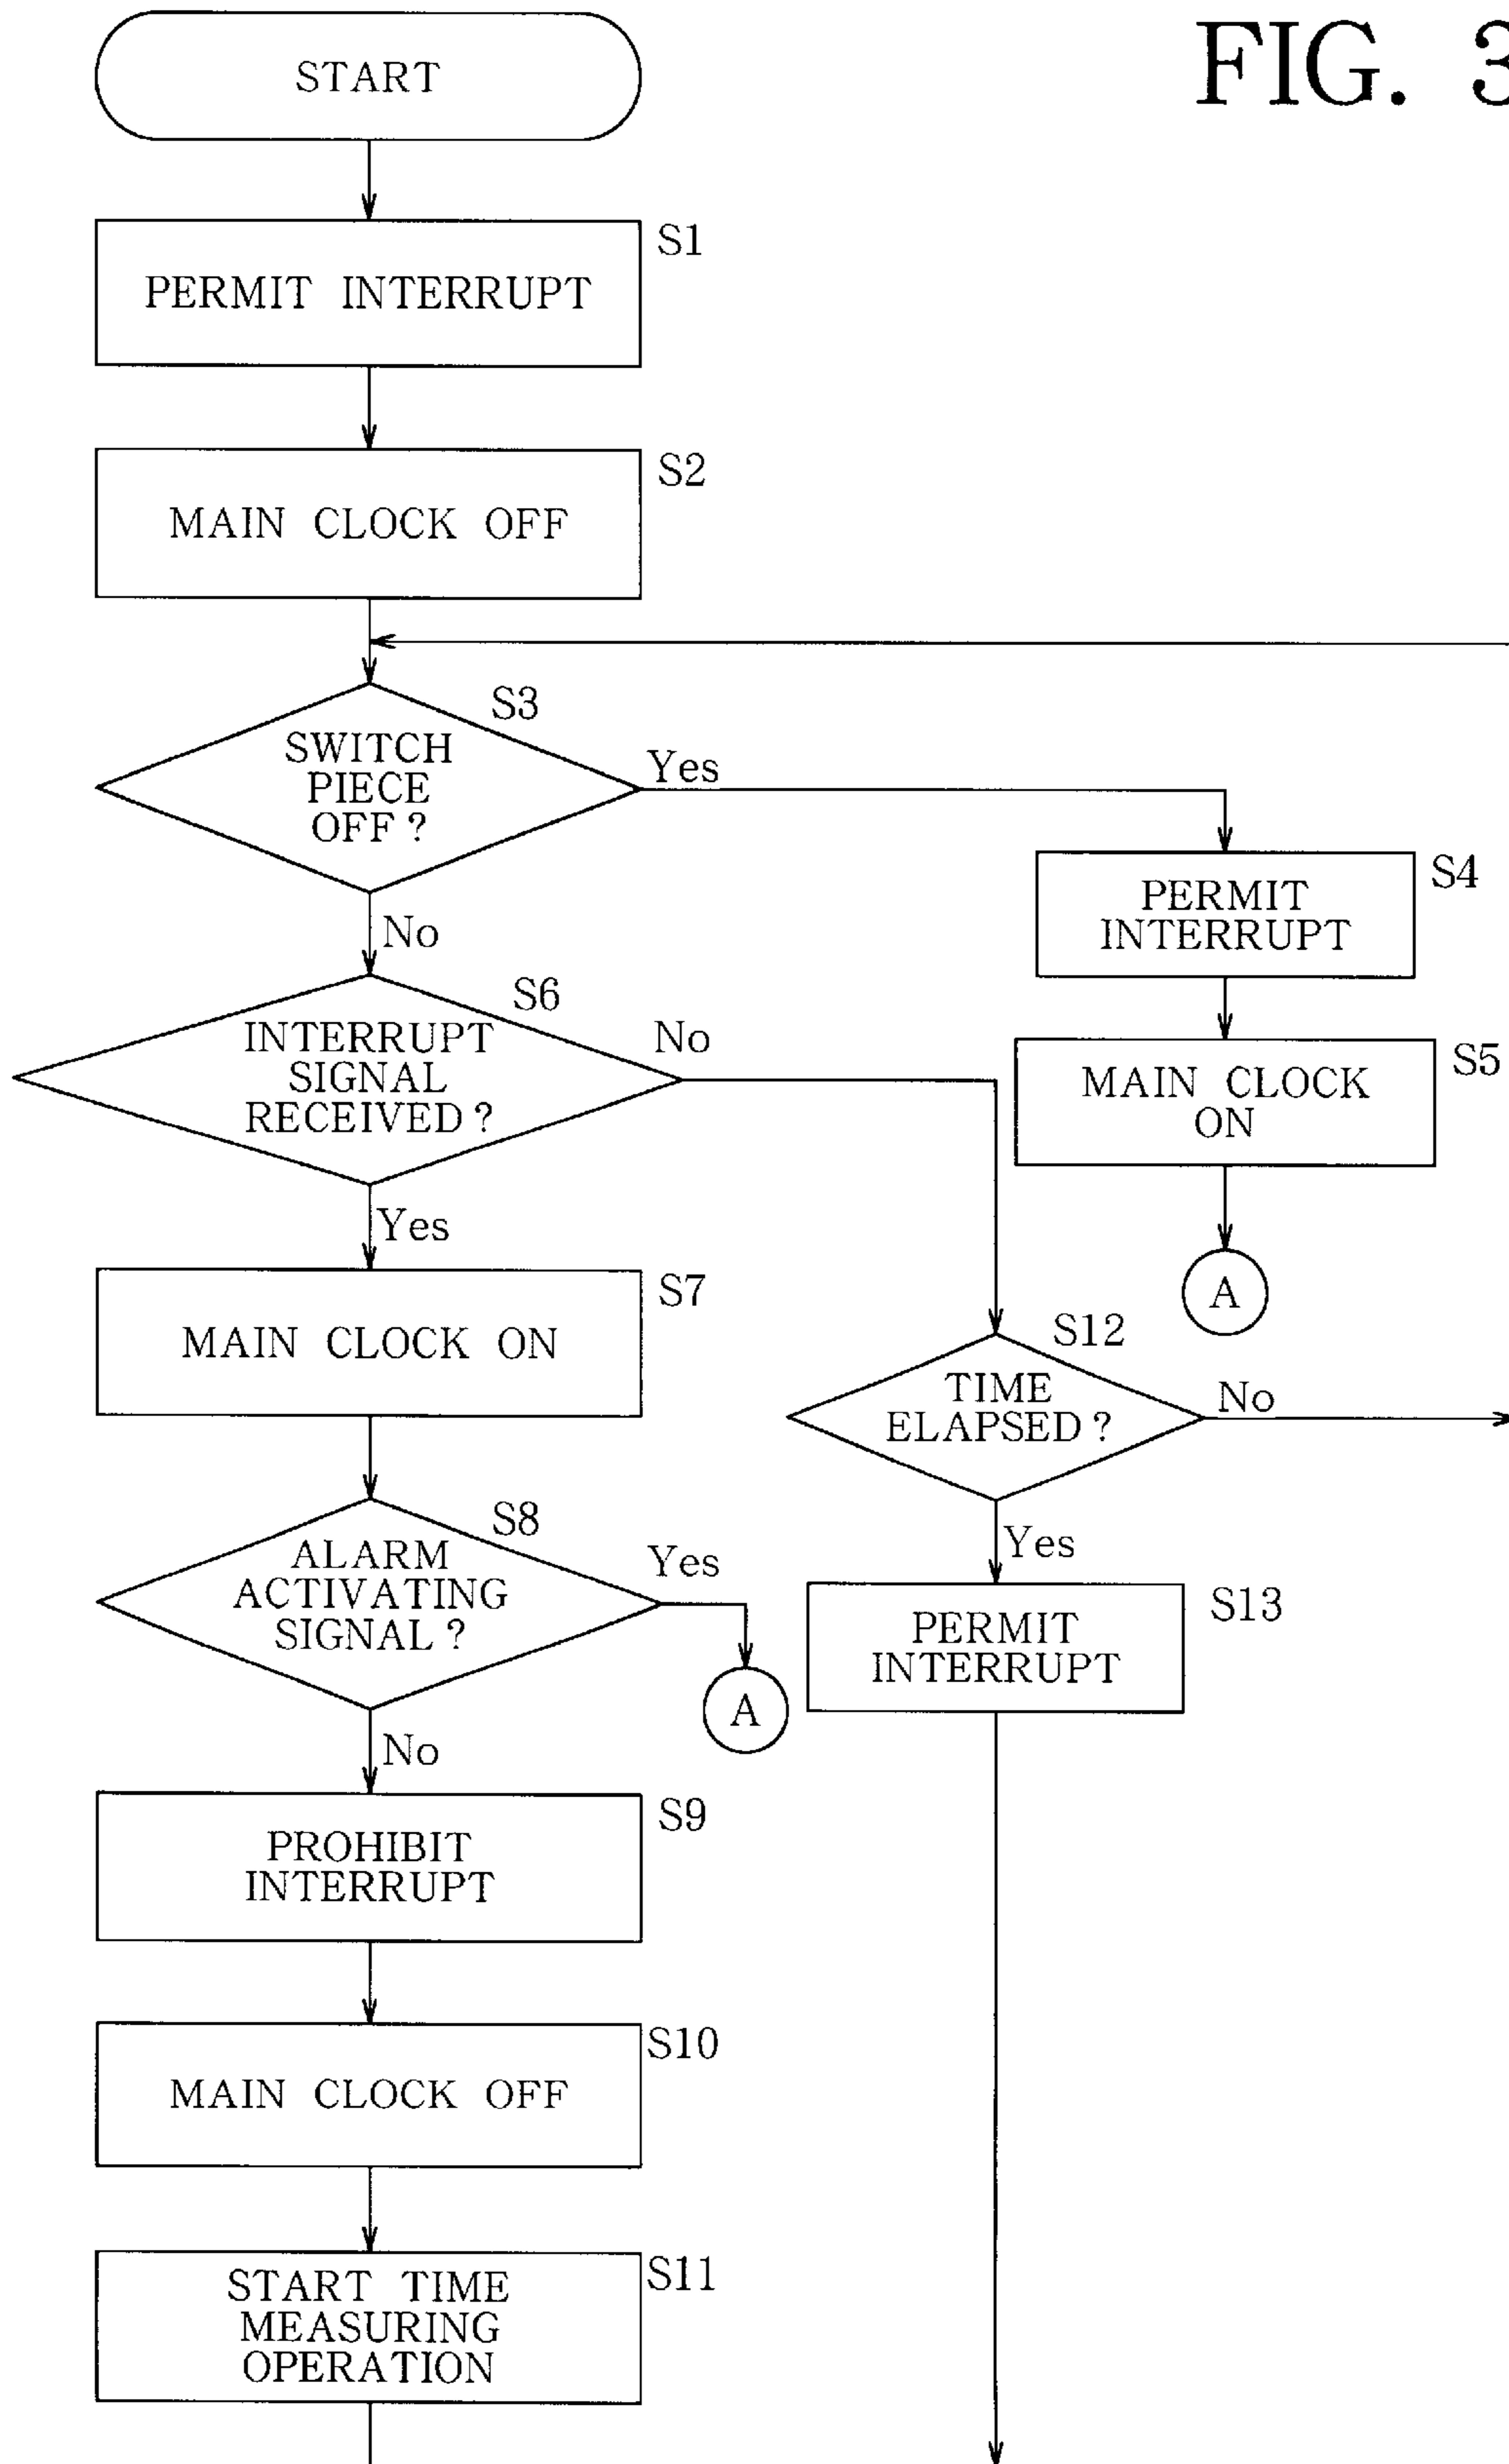 FIG. 3
START
S1
PERMIT INTERRUPT
S2
MAIN CLOCK OFF
S3
SWITCH
PIECE
OFF?
Yes
No
S4
PERMIT
INTERRUPT
S5
MAIN CLOCK
ON
A
S6
INTERRUPT
SIGNAL
RECEIVED?
No
Yes
S7
MAIN CLOCK ON
S12
TIME
ELAPSED?
No
Yes
S13
PERMIT
INTERRUPT
S8
ALARM
ACTIVATING
SIGNAL?
Yes
A
No
S9
PROHIBIT
INTERRUPT
S10
MAIN CLOCK OFF
S11
START TIME
MEASURING
OPERATION